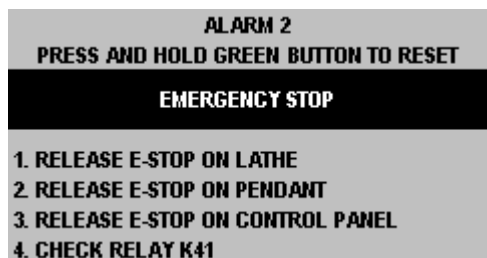 ALARM 2
PRESS AND HOLD GREEN BUTTON TO RESET
EMERGENCY STOP
1. RELEASE E-STOP ON LATHE
2. RELEASE E-STOP ON PENDANT
3. RELEASE E-STOP ON CONTROL PANEL
4. CHECK RELAY K41